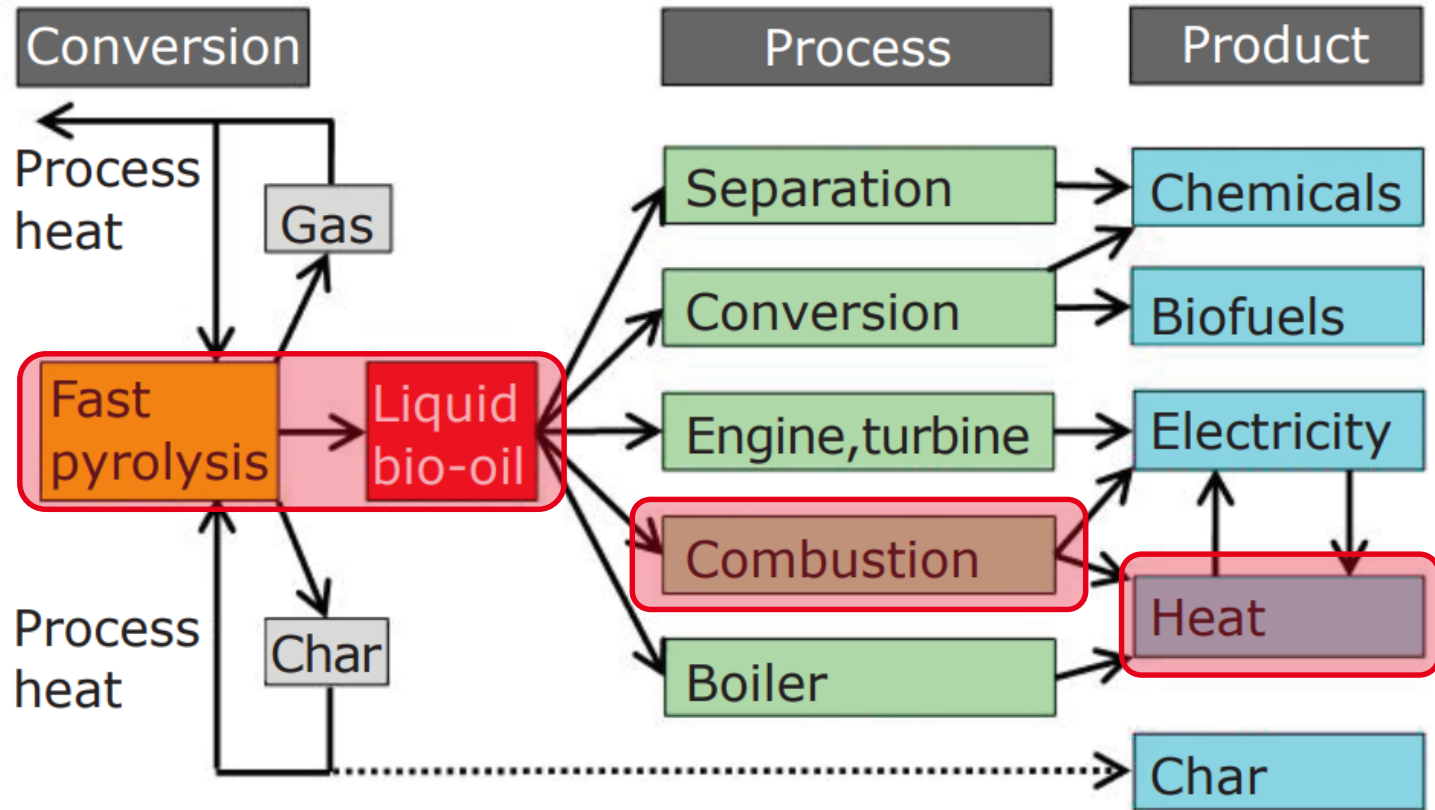 Conversion
Process
Product
Process
heat
Gas
Fast
pyrolysis
Liquid
bio-oil
Process
heat
Char
Separation
Conversion
Engine,turbine
Combustion
Boiler
Chemicals
Biofuels
Electricity
Heat
Char